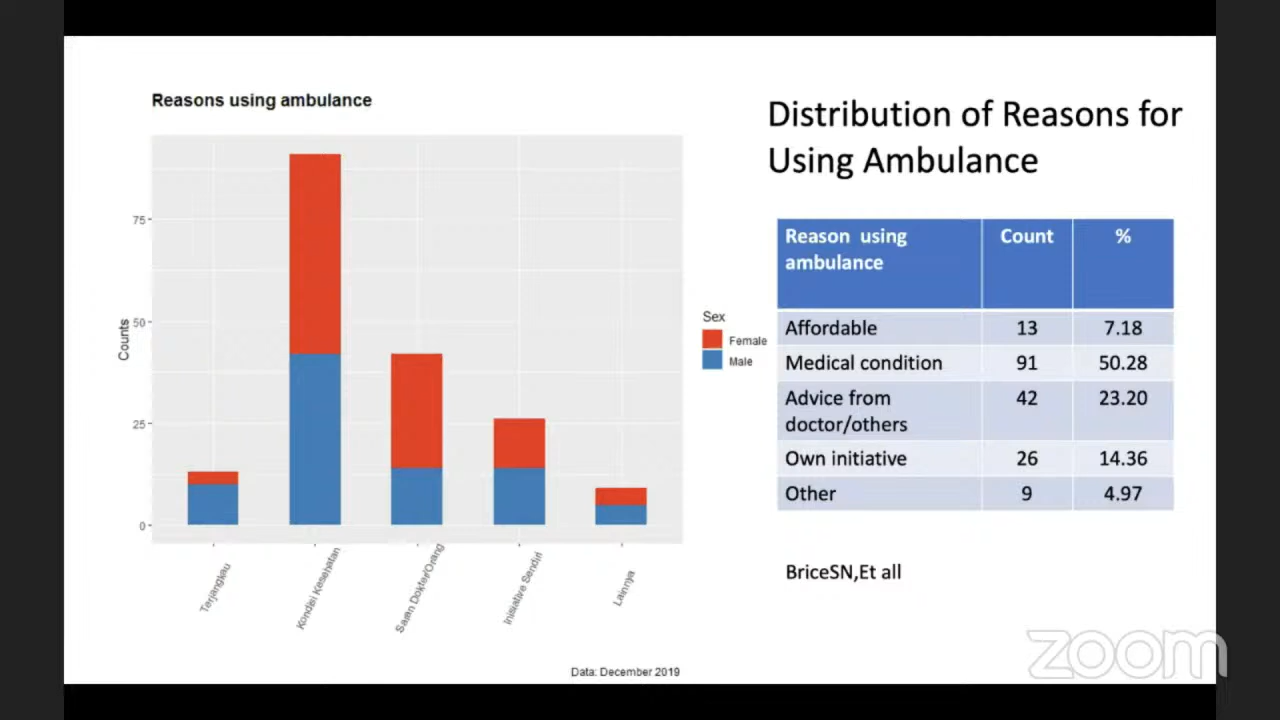 Reasons using ambulance
Distribution of Reasons for
Using Ambulance
75
50
25
0
Counts
Sex
Female
Male
Terjangkau
Kondisi Kesehatan
Saran Dokter/Orang
Inisiative Sendiri
Lainnya
Data: December 2019
Reason using Count %
ambulance
Affordable 13 7.18
Medical condition 91 50.28
Advice from 42 23.20
doctor/others
Own initiative 26 14.36
Other 9 4.97
BriceSN,Et all
zoom